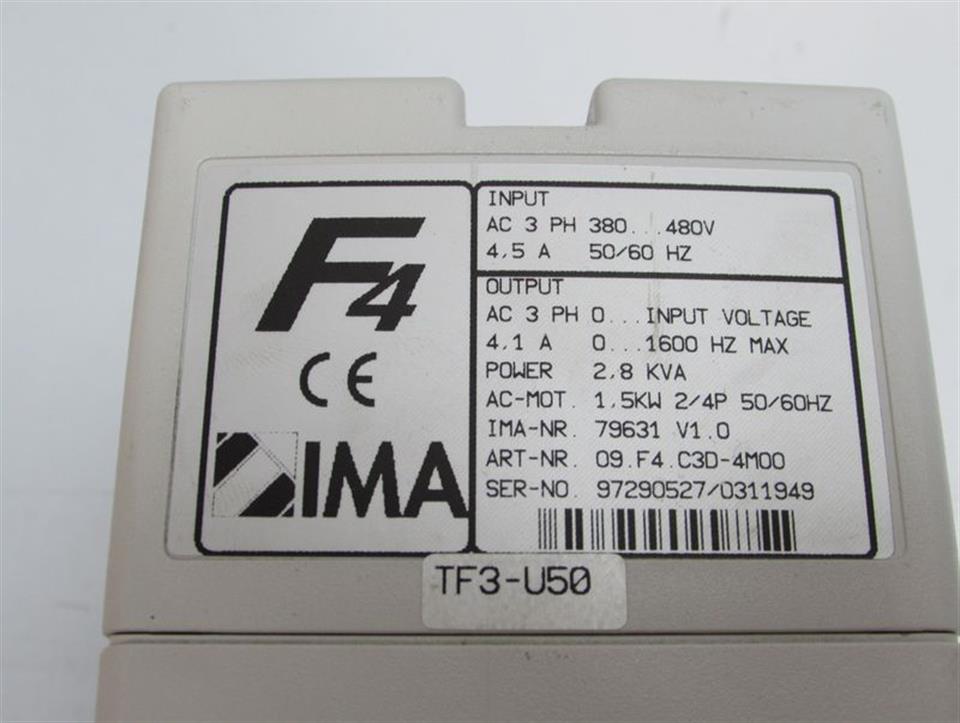 F4
CE
IMA
INPUT
AC 3 PH 380...480V
4,5 A 50/60 HZ
OUTPUT
AC 3 PH 0...INPUT VOLTAGE
4.1 A 0...1600 HZ MAX
POWER 2,8 KVA
AC-MOT. 1,5KW 2/4P 50/60HZ
IMA-NR. 79631 V1.0
ART-NR. 09.F4.C3D-4M00
SER-NO. 97290527/0311949
TF3-U50